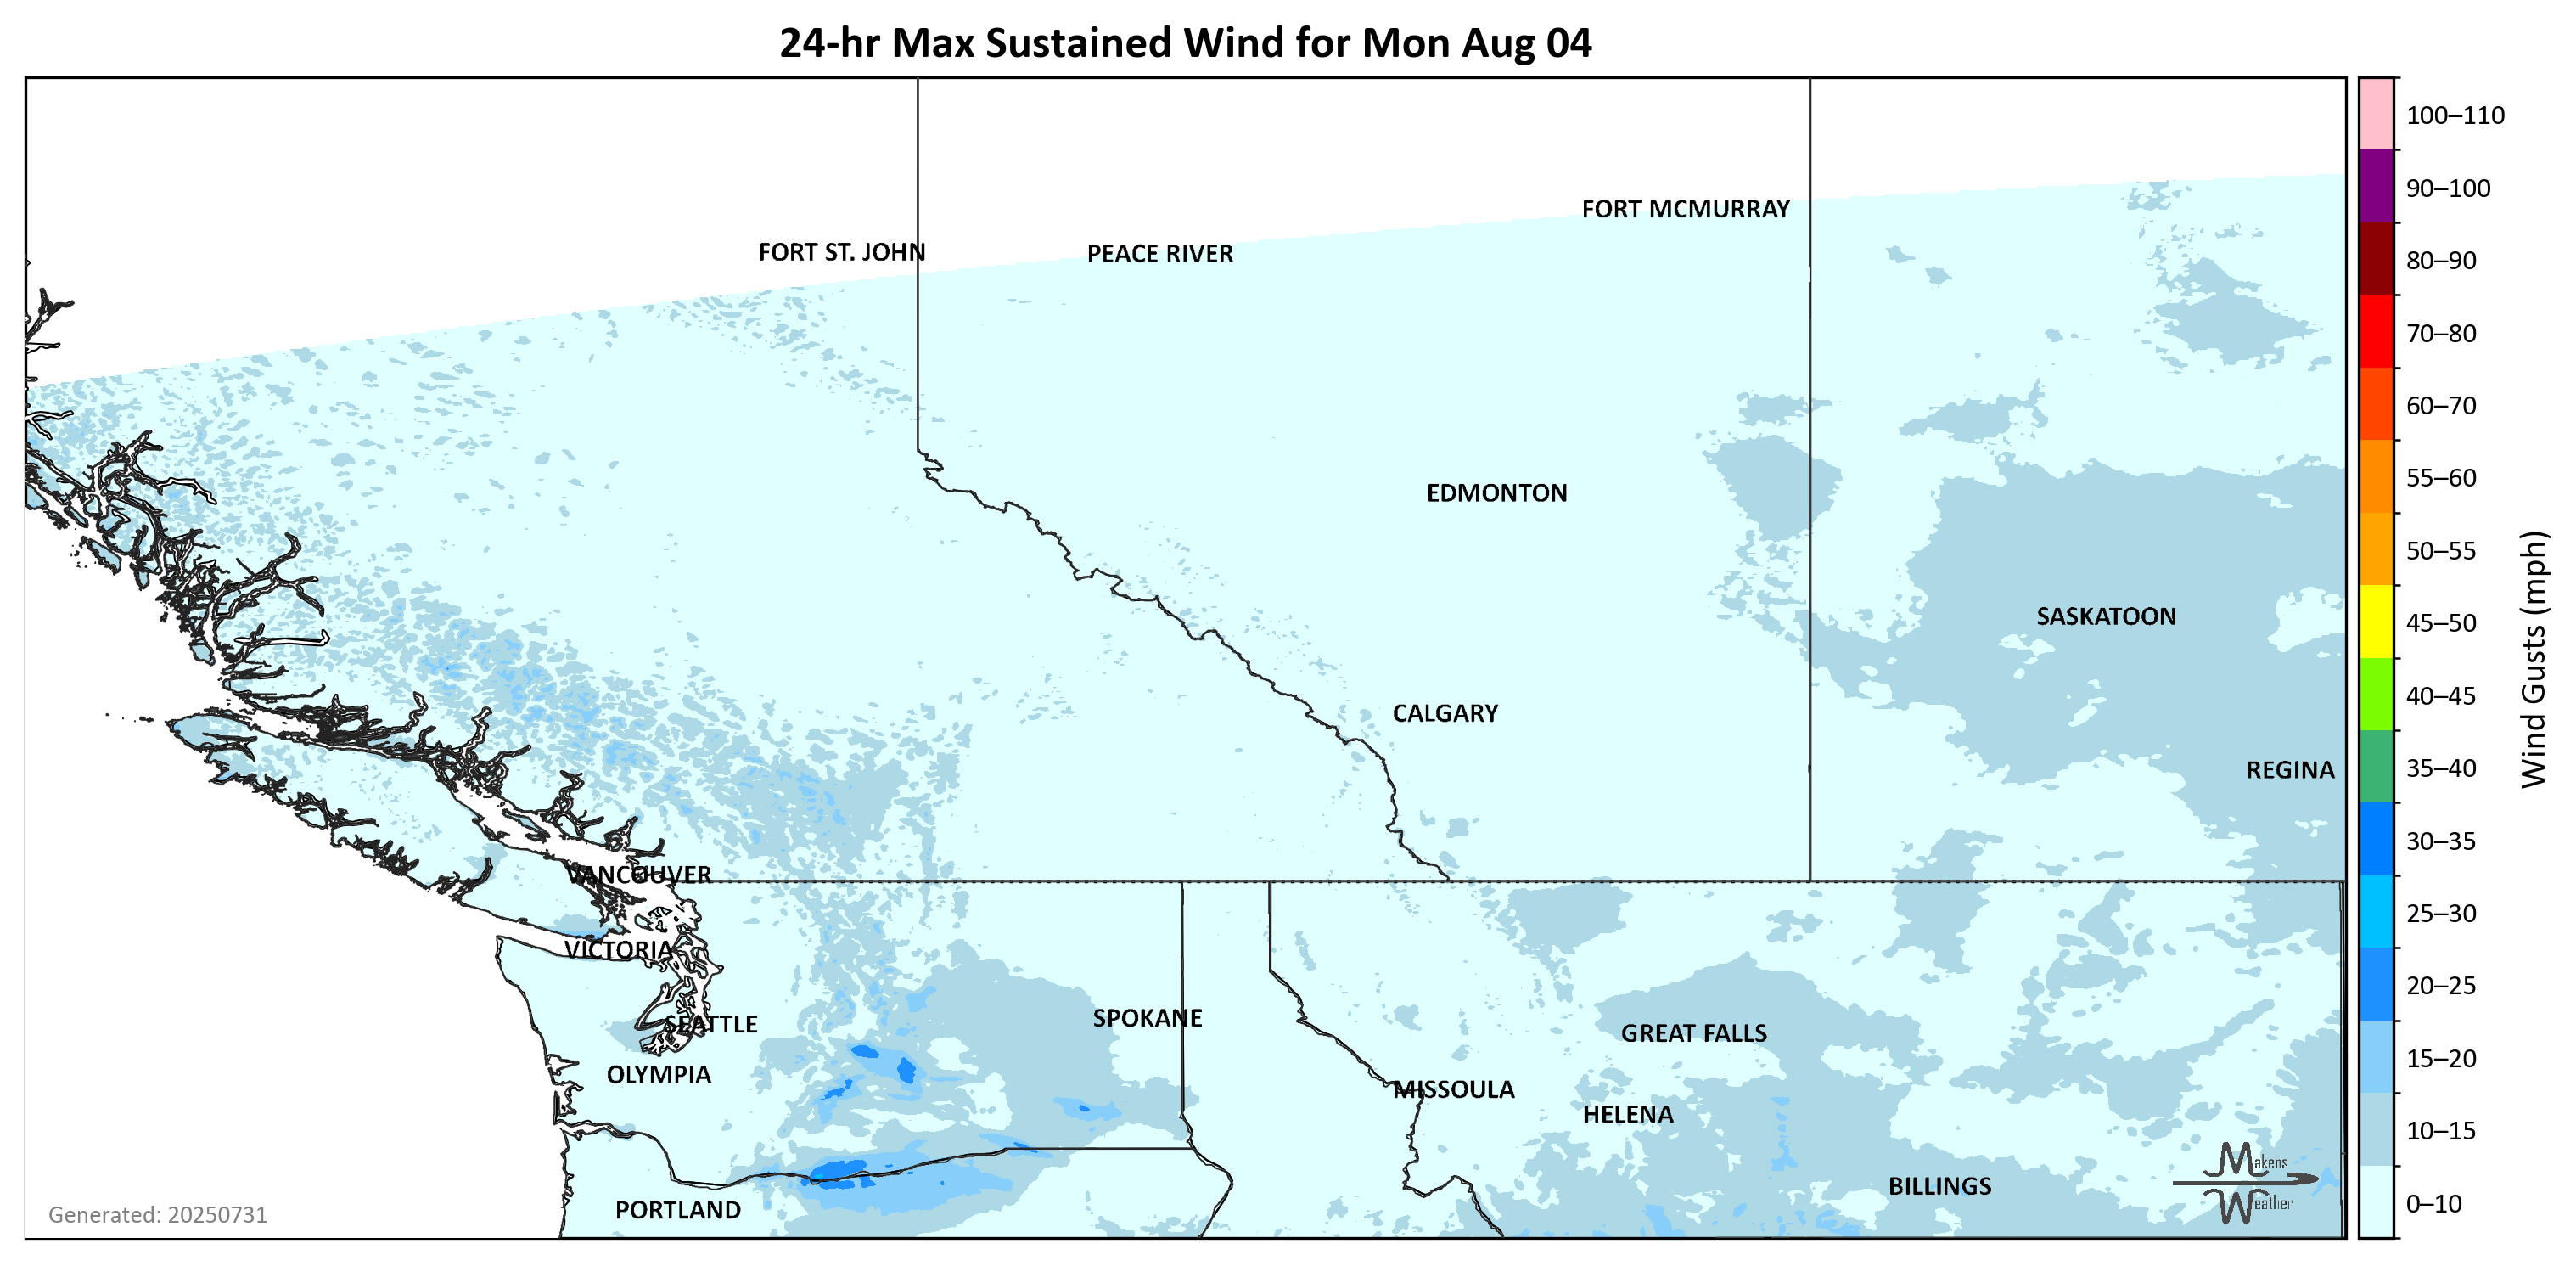 24-hr Max Sustained Wind for Mon Aug 04
100–110
90–100
80–90
70–80
60–70
55–60
50–55
45–50
40–45
35–40
30–35
25–30
20–25
15–20
10–15
0–10
Wind Gusts (mph)
FORT MCMURRAY
FORT ST. JOHN
PEACE RIVER
EDMONTON
SASKATOON
CALGARY
REGINA
VANCOUVER
VICTORIA
SEATTLE
SPOKANE
GREAT FALLS
OLYMPIA
MISSOULA
HELENA
BILLINGS
PORTLAND
Makens
Weather
Generated: 20250731